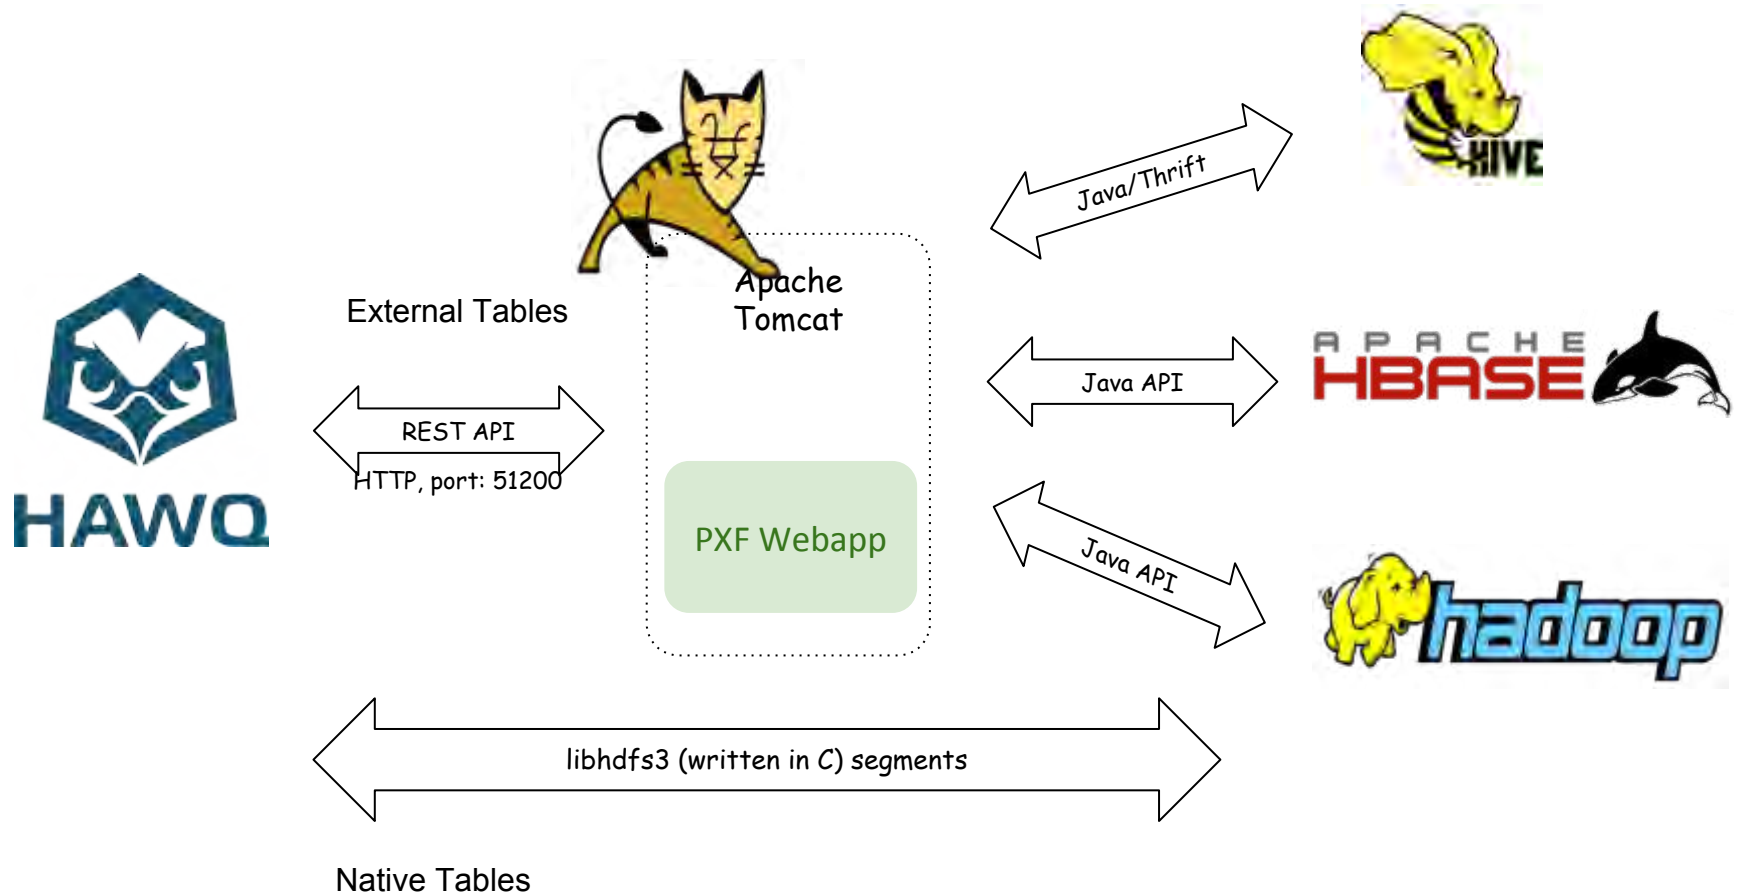 HIVE
Java/Thrift
Apache
Tomcat
External Tables
APACHE
HBASE
Java API
REST API
HTTP, port: 51200
HAWQ
PXF Webapp
Java API
hadoop
libhdfs3 (written in C) segments
Native Tables